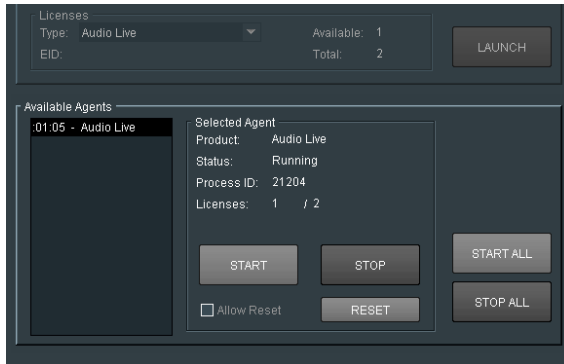 Licenses
Type: Audio Live Available: 1
EID: Total: 2
LAUNCH
Available Agents
:01:05 - Audio Live
Selected Agent
Product: Audio Live
Status: Running
Process ID: 21204
Licenses: 1 / 2
START STOP
Allow Reset RESET
START ALL
STOP ALL